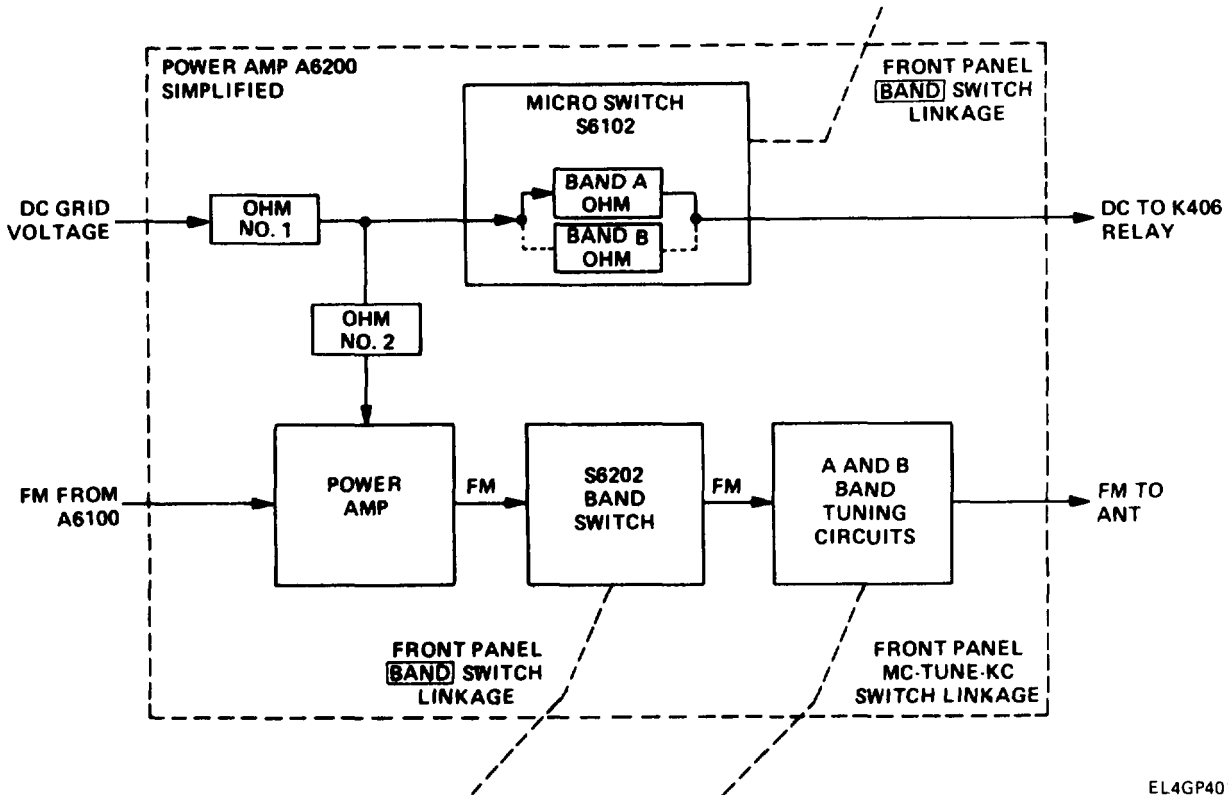 POWER AMP A6200
SIMPLIFIED
FRONT PANEL
BAND SWITCH
LINKAGE
MICRO SWITCH
S6102
BAND A
OHM
BAND B
OHM
DC GRID
VOLTAGE
OHM
NO. 1
DC TO K406
RELAY
OHM
NO. 2
FM FROM
A6100
POWER
AMP
FM
S6202
BAND
SWITCH
FM
A AND B
BAND
TUNING
CIRCUITS
FM TO
ANT
FRONT PANEL
BAND SWITCH
LINKAGE
FRONT PANEL
MC-TUNE-KC
SWITCH LINKAGE
EL4GP40